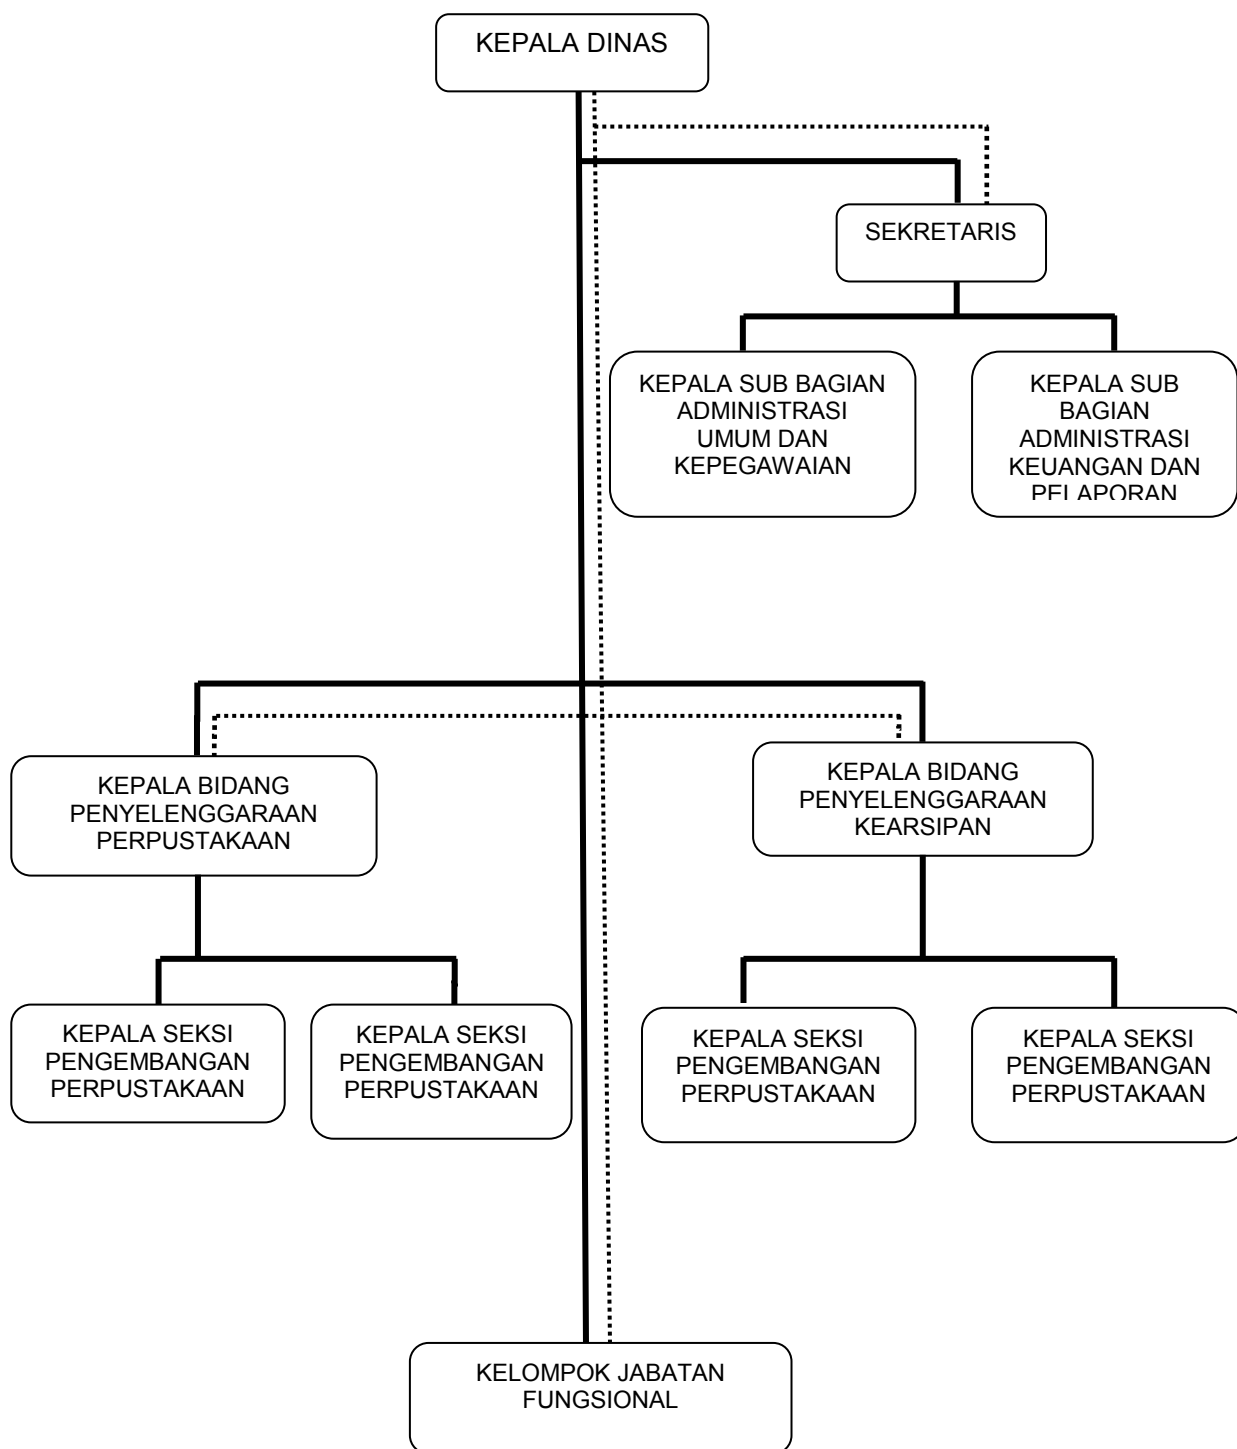 KEPALA DINAS
SEKRETARIS
KEPALA SUB BAGIAN
ADMINISTRASI
UMUM DAN
KEPEGAWAIAN
KEPALA SUB
BAGIAN
ADMINISTRASI
KEUANGAN DAN
PELAPORAN
KEPALA BIDANG
PENYELENGGARAAN
PERPUSTAKAAN
KEPALA BIDANG
PENYELENGGARAAN
KEARSIPAN
KEPALA SEKSI
PENGEMBANGAN
PERPUSTAKAAN
KEPALA SEKSI
PENGEMBANGAN
PERPUSTAKAAN
KEPALA SEKSI
PENGEMBANGAN
PERPUSTAKAAN
KEPALA SEKSI
PENGEMBANGAN
PERPUSTAKAAN
KELOMPOK JABATAN
FUNGSIONAL